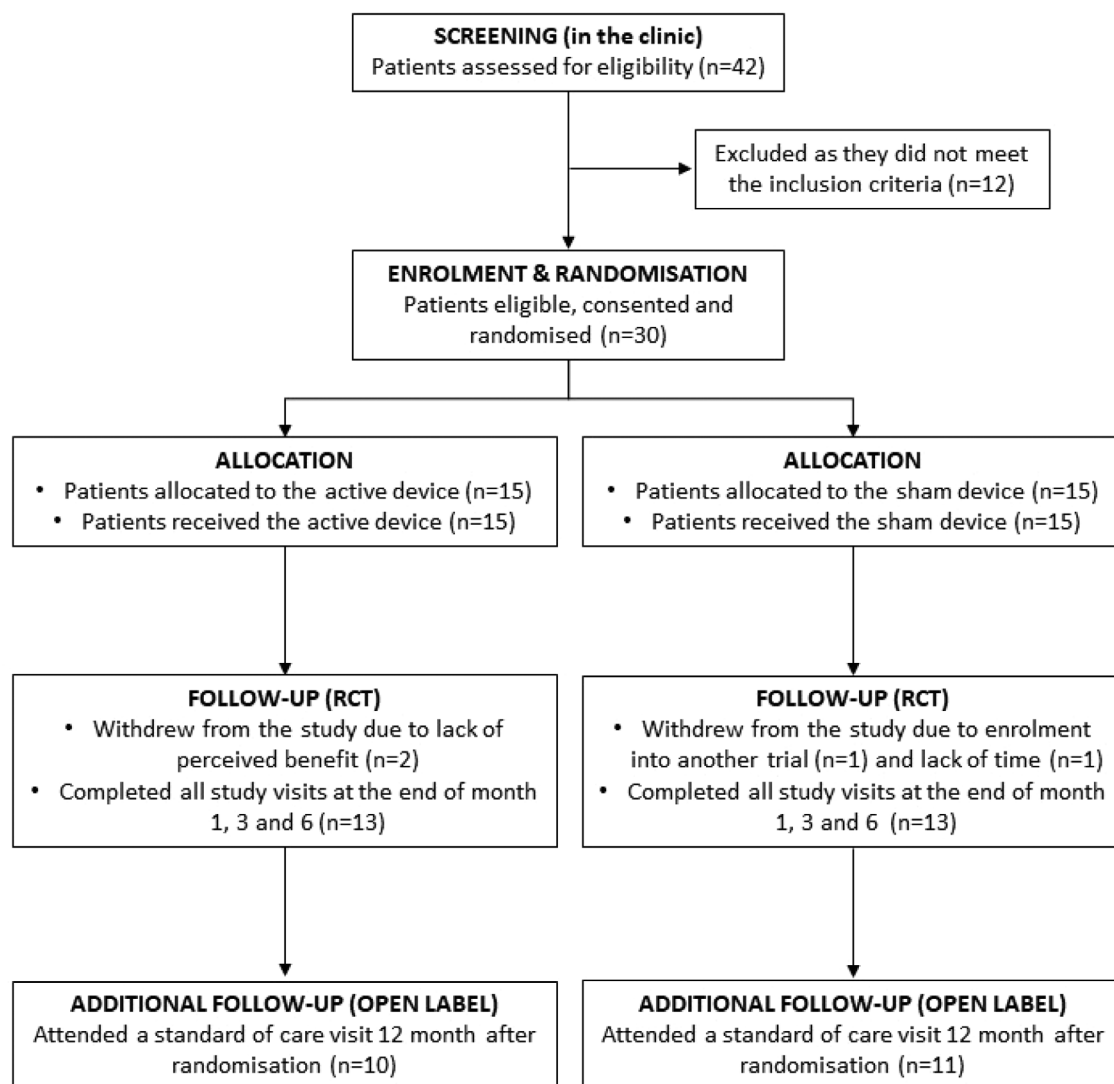 SCREENING (in the clinic)
Patients assessed for eligibility (n=42)
Excluded as they did not meet
the inclusion criteria (n=12)
ENROLMENT & RANDOMISATION
Patients eligible, consented and
randomised (n=30)
ALLOCATION
• Patients allocated to the active device (n=15)
• Patients received the active device (n=15)
ALLOCATION
• Patients allocated to the sham device (n=15)
• Patients received the sham device (n=15)
FOLLOW-UP (RCT)
• Withdrew from the study due to lack of
perceived benefit (n=2)
• Completed all study visits at the end of month
1, 3 and 6 (n=13)
FOLLOW-UP (RCT)
• Withdrew from the study due to enrolment
into another trial (n=1) and lack of time (n=1)
• Completed all study visits at the end of month
1, 3 and 6 (n=13)
ADDITIONAL FOLLOW-UP (OPEN LABEL)
Attended a standard of care visit 12 month after
randomisation (n=10)
ADDITIONAL FOLLOW-UP (OPEN LABEL)
Attended a standard of care visit 12 month after
randomisation (n=11)